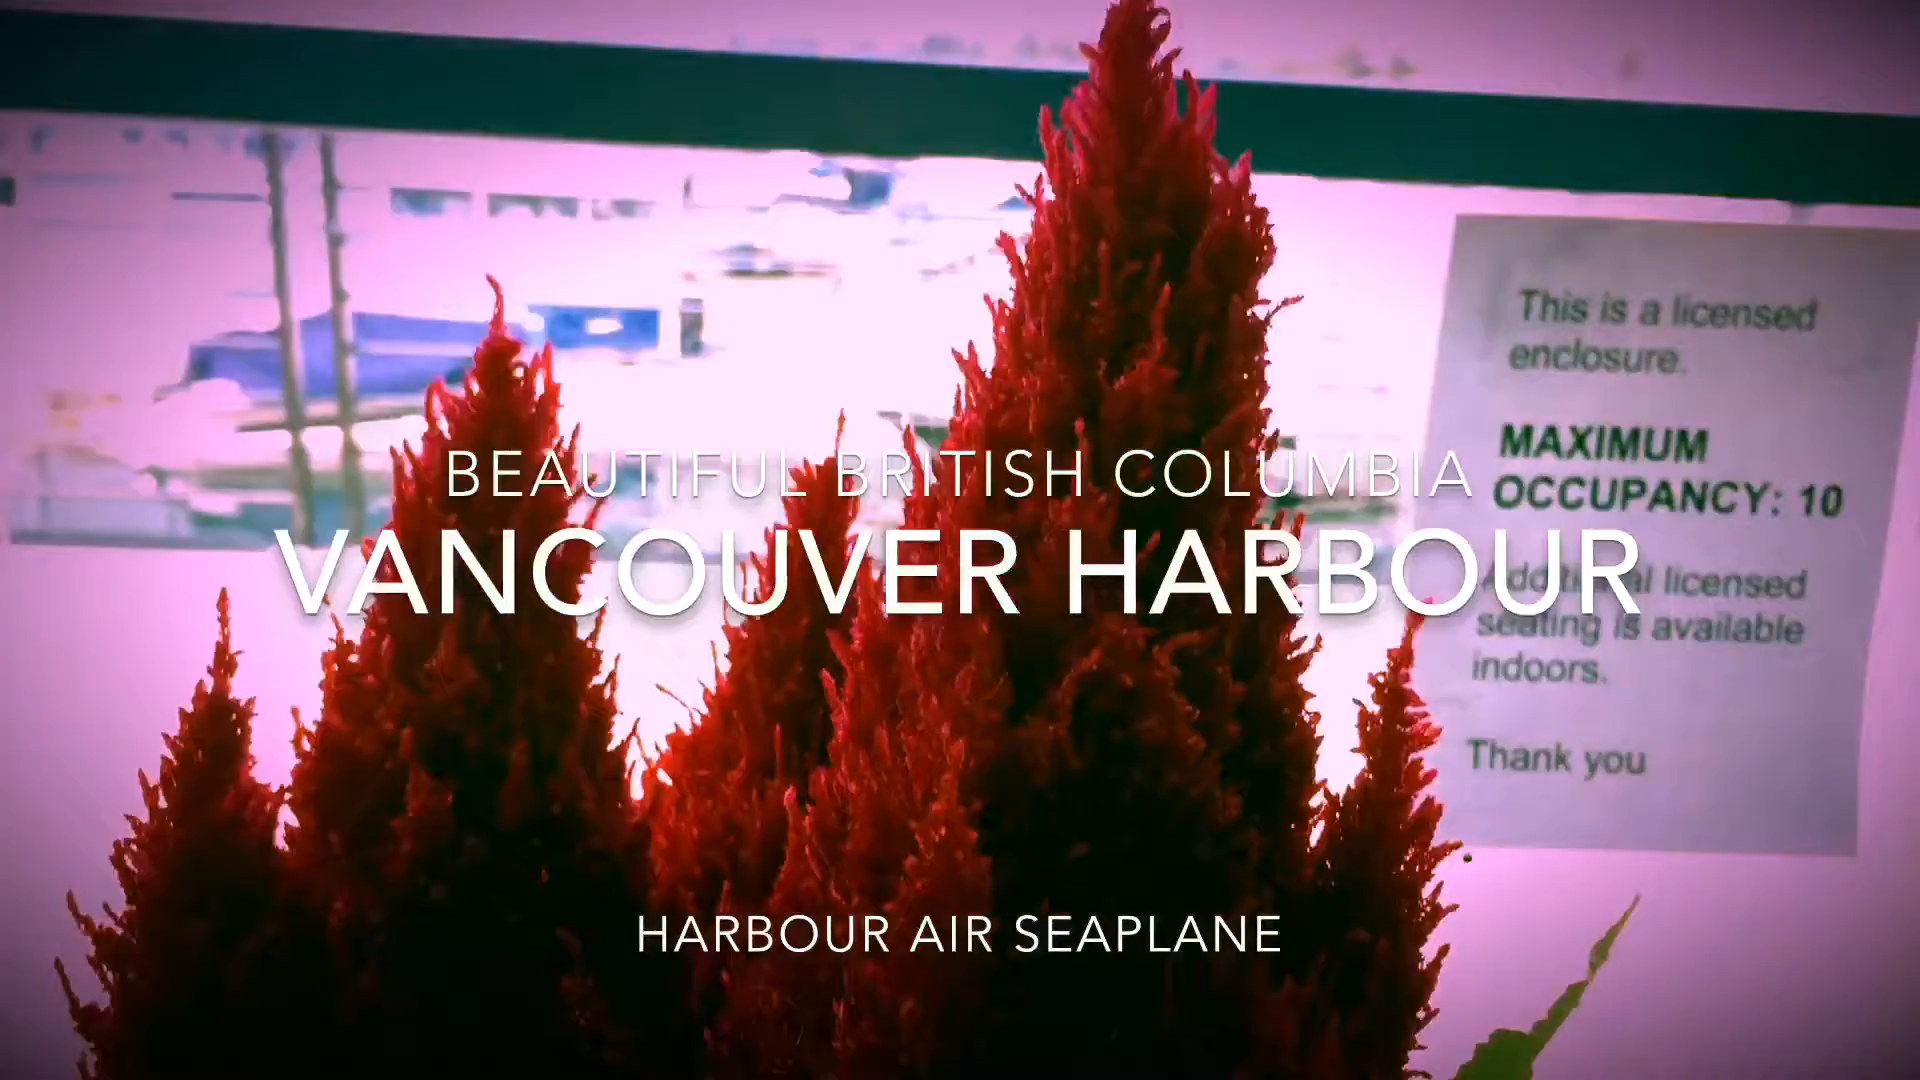 This is a licensed
enclosure.
MAXIMUM
OCCUPANCY: 10
Additional licensed
seating is available
indoors.
Thank you
BEAUTIFUL BRITISH COLUMBIA
VANCOUVER HARBOUR
HARBOUR AIR SEAPLANE